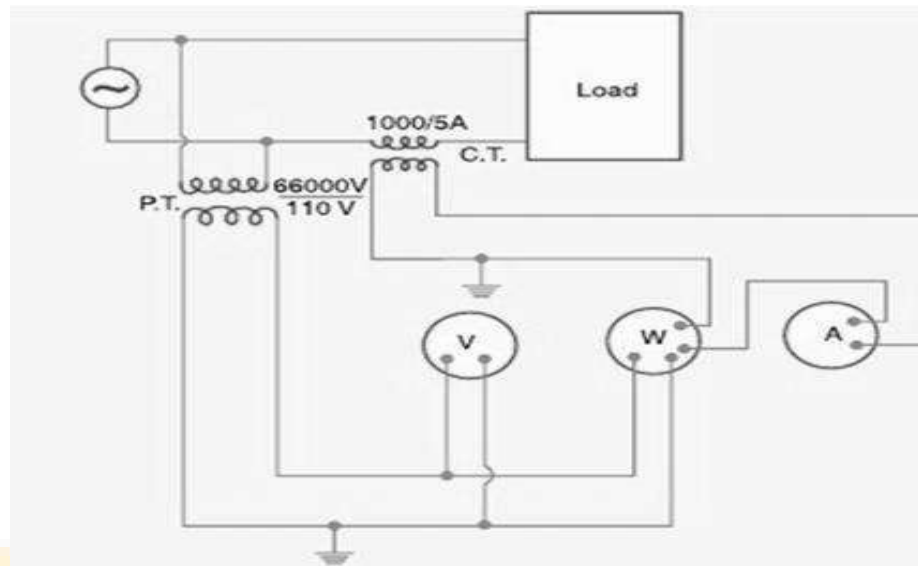 Load
1000/5A
C.T.
66000V
P.T.
110 V
V
W
A